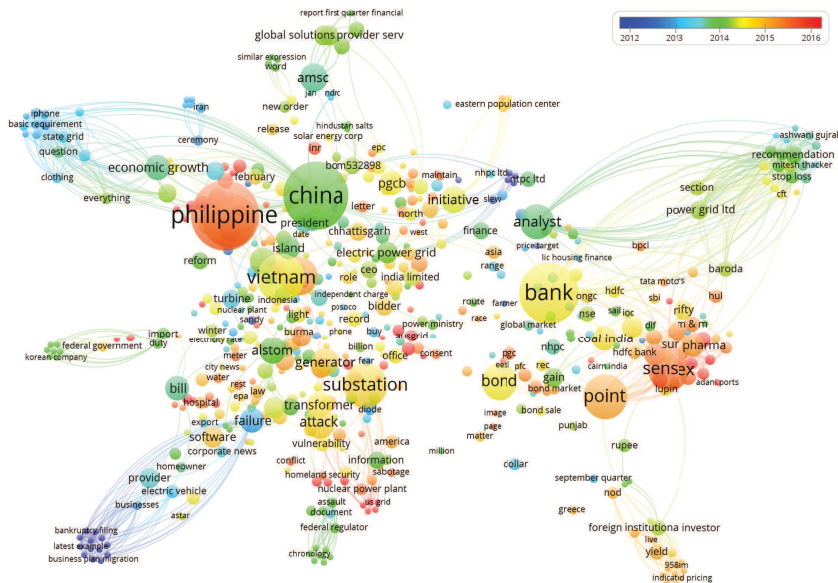 report first quarter financial
2012 2013 2014 2015 2016
global solutions provider serv
similar expression
word
amsc
jan ndrc
eastern population center
iphone
iran
basic requirement
new order
state grid
release
hindustan salts
ashwani gujral
question
ceremony
solar energy corp
epc
recommendation
inr
mitesh thacker
economic growth
bom532898
maintain
nhpc ltd
ntpc ltd
stop loss
february
pgcb
clothing
china
section
cft
everything
letter
initiative
slew
philippine
north
power grid ltd
president
west
analyst
date
chhattisgarh
finance
island
price target
bpcl
reform
electric power grid
asia
lic housing finance
ceo
range
baroda
vietnam
role
india limited
tata motors
bank
ongc
hdfc
sbi
hul
turbine
indonesia
independent charge
bidder
route
farmer
sail
ioc
rifty
nuclear plant
posoco
record
race
nse
sandy
light
global market
dlf
m & m
import
winter
burma
phone
buy
power ministry
coal india
duty
electricity rate
ausgrid
sur
pharma
federal government
alstom
billion
consent
pgc
nhpc
hdfc bank
korean company
meter
fear
office
eesl
pfc
rec
cairn india
sensex
city news
generator
gain
adani ports
bill
water
rest
law
substation
bond
bond market
lupin
hospital
epa
transformer
diode
image
bond sale
point
export
failure
attack
page
punjab
software
vulnerability
america
matter
corporate news
million
rupee
homeowner
conflict
information
collar
provider
homeland security
sabotage
september quarter
electric vehicle
nuclear power plant
nod
businesses
assault
us grid
greece
astar
document
foreign institutiona investor
bankruptcy filing
federal regulator
live
latest example
yield
business plan migration
chronology
958im
indicatio pricing